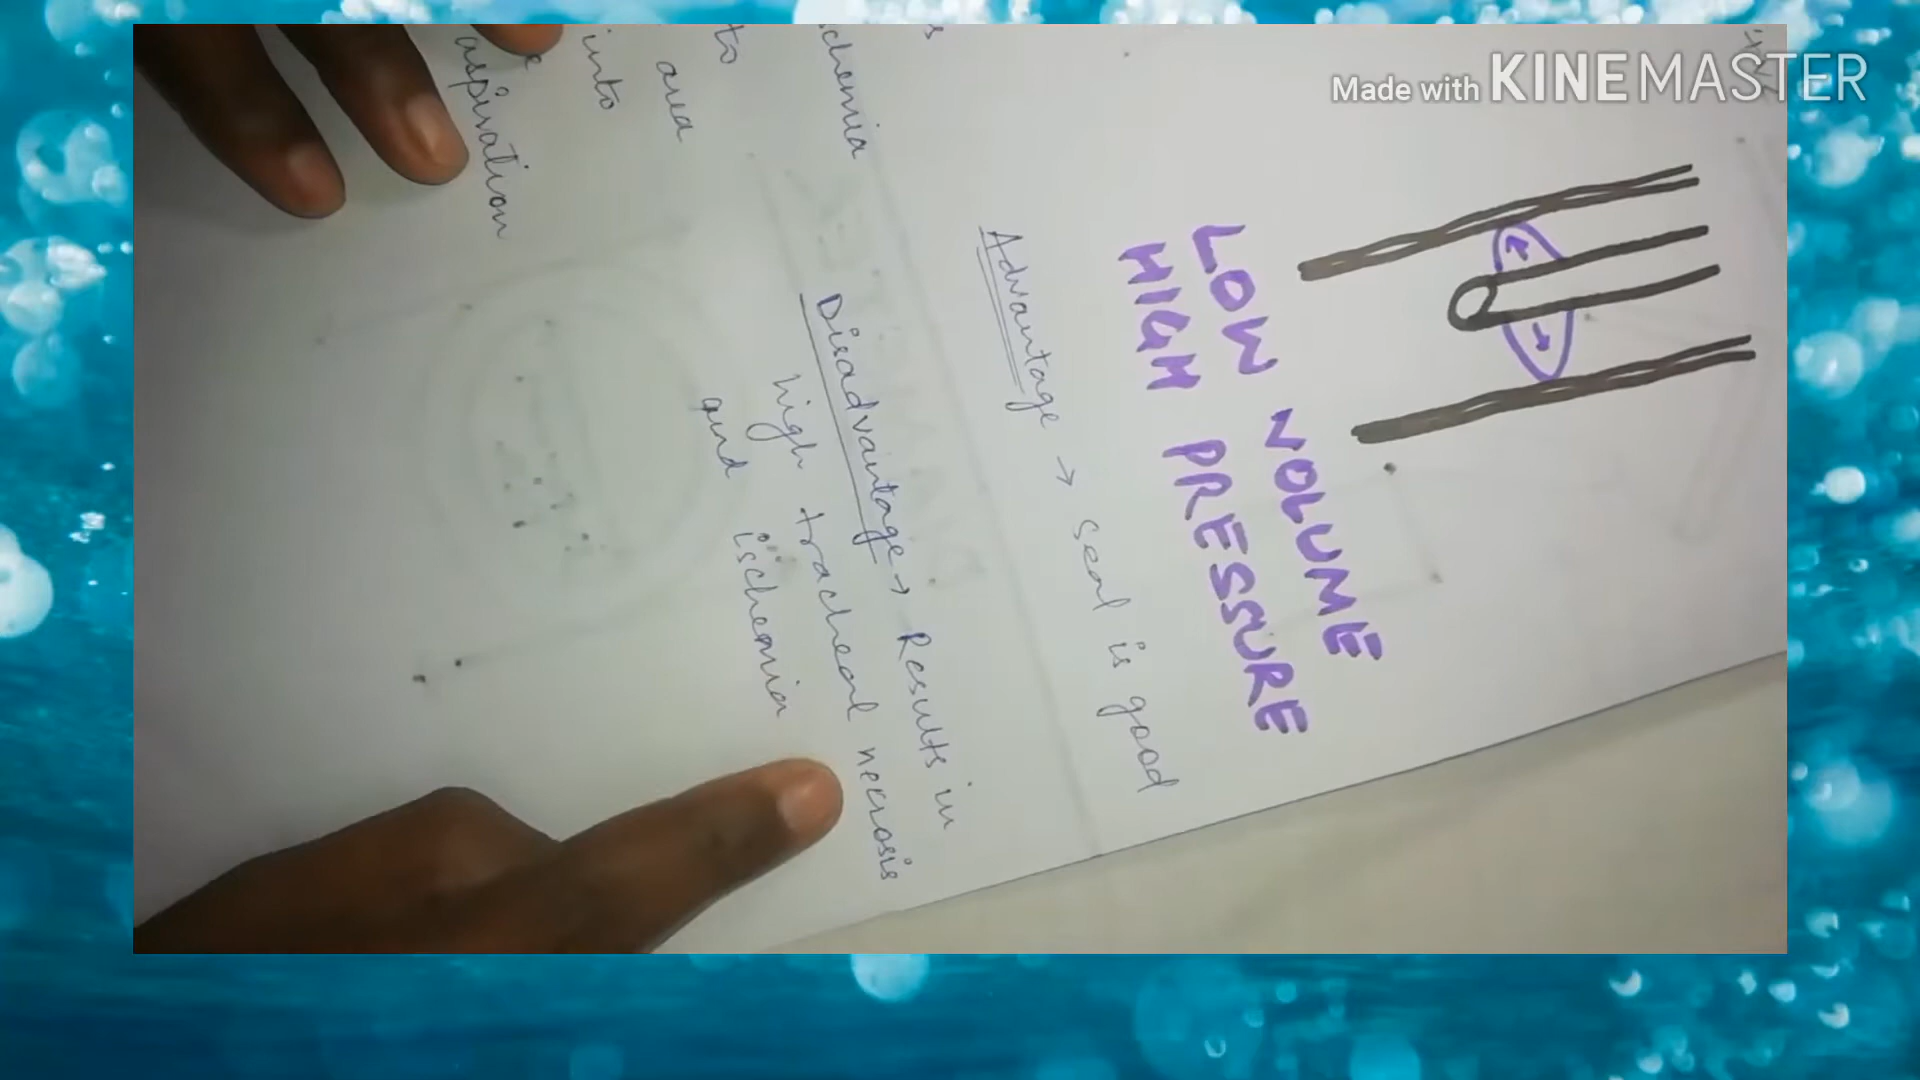 Made with KINEMASTER
LOW VOLUME
HIGH PRESSURE
Advantage → seal is good
Disadvantage → Results in
high tracheal necrosis
and ischemia
s
schemia
to
area
into
aspiration